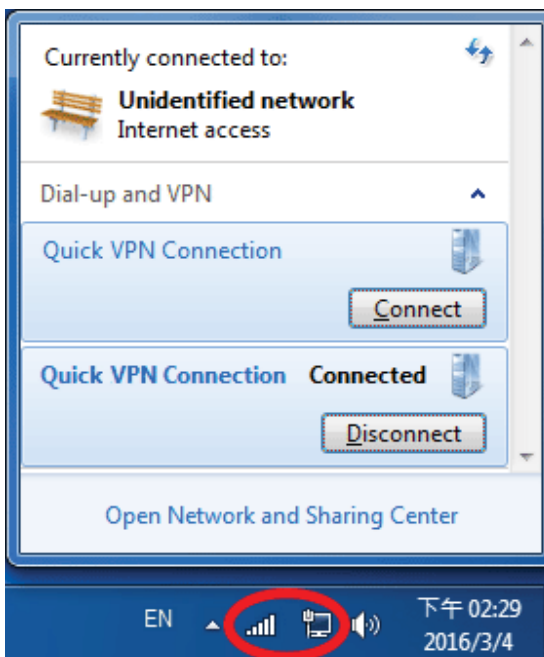 Currently connected to:
Unidentified network
Internet access
Dial-up and VPN
Quick VPN Connection
Connect
Quick VPN Connection Connected
Disconnect
Open Network and Sharing Center
EN 下午 02:29
2016/3/4